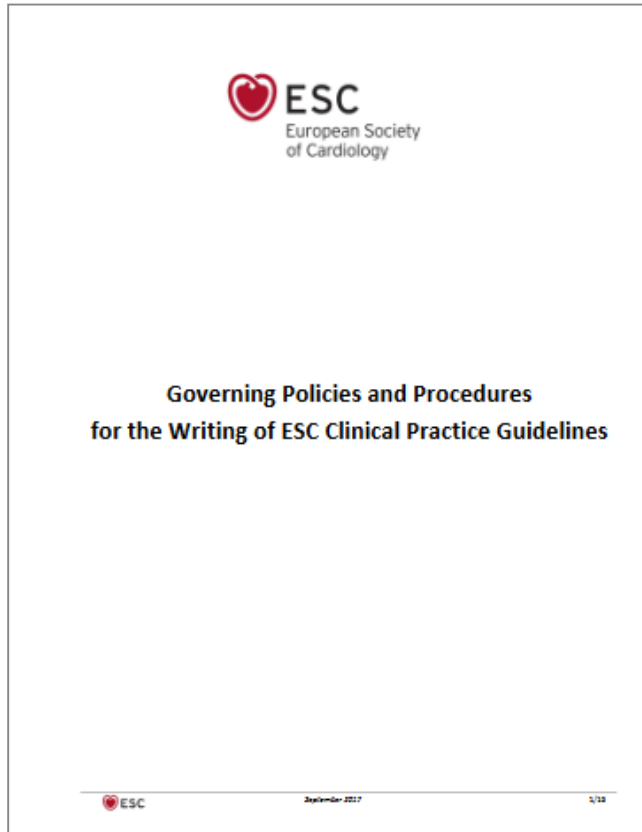 ESC
European Society
of Cardiology
Governing Policies and Procedures
for the Writing of ESC Clinical Practice Guidelines
ESC
September 2017